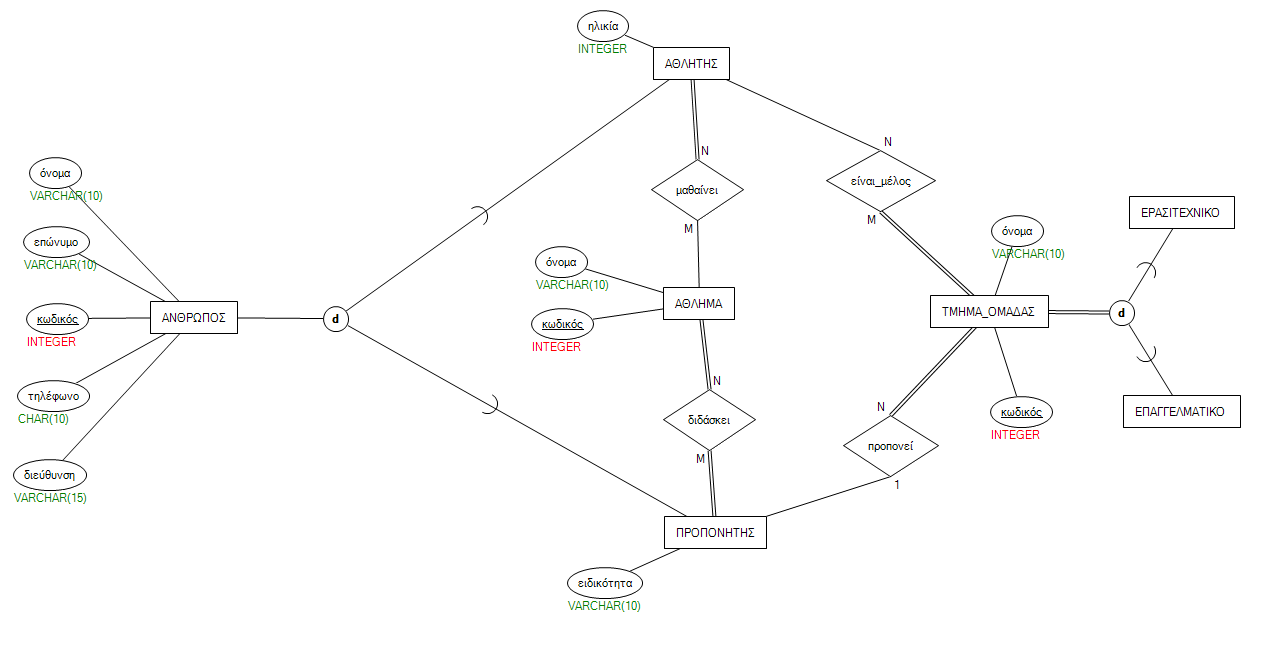 ηλικία
INTEGER
ΑΘΛΗΤΗΣ
N
N
όνομα
VARCHAR(10)
μαθαίνει
είναι_μέλος
M
M
ΕΡΑΣΙΤΕΧΝΙΚΟ
επώνυμο
VARCHAR(10)
όνομα
VARCHAR(10)
όνομα
VARCHAR(10)
κωδικός
INTEGER
ΑΝΘΡΩΠΟΣ
d
ΑΘΛΗΜΑ
κωδικός
INTEGER
ΤΜΗΜΑ_ΟΜΑΔΑΣ
d
τηλέφωνο
CHAR(10)
N
διδάσκει
M
N
προπονεί
1
κωδικός
INTEGER
ΕΠΑΓΓΕΛΜΑΤΙΚΟ
διεύθυνση
VARCHAR(15)
ΠΡΟΠΟΝΗΤΗΣ
ειδικότητα
VARCHAR(10)